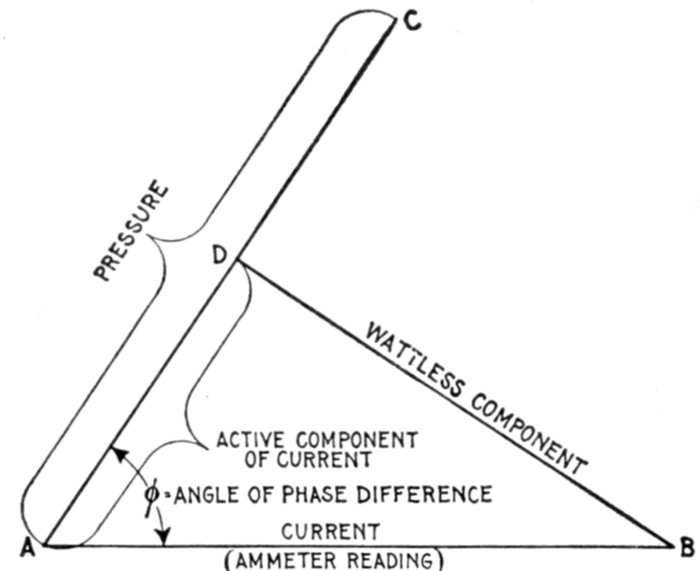 C
PRESSURE
D
WATTLESS COMPONENT
ACTIVE COMPONENT
OF CURRENT
ϕ=ANGLE OF PHASE DIFFERENCE
CURRENT
A
B
(AMMETER READING)